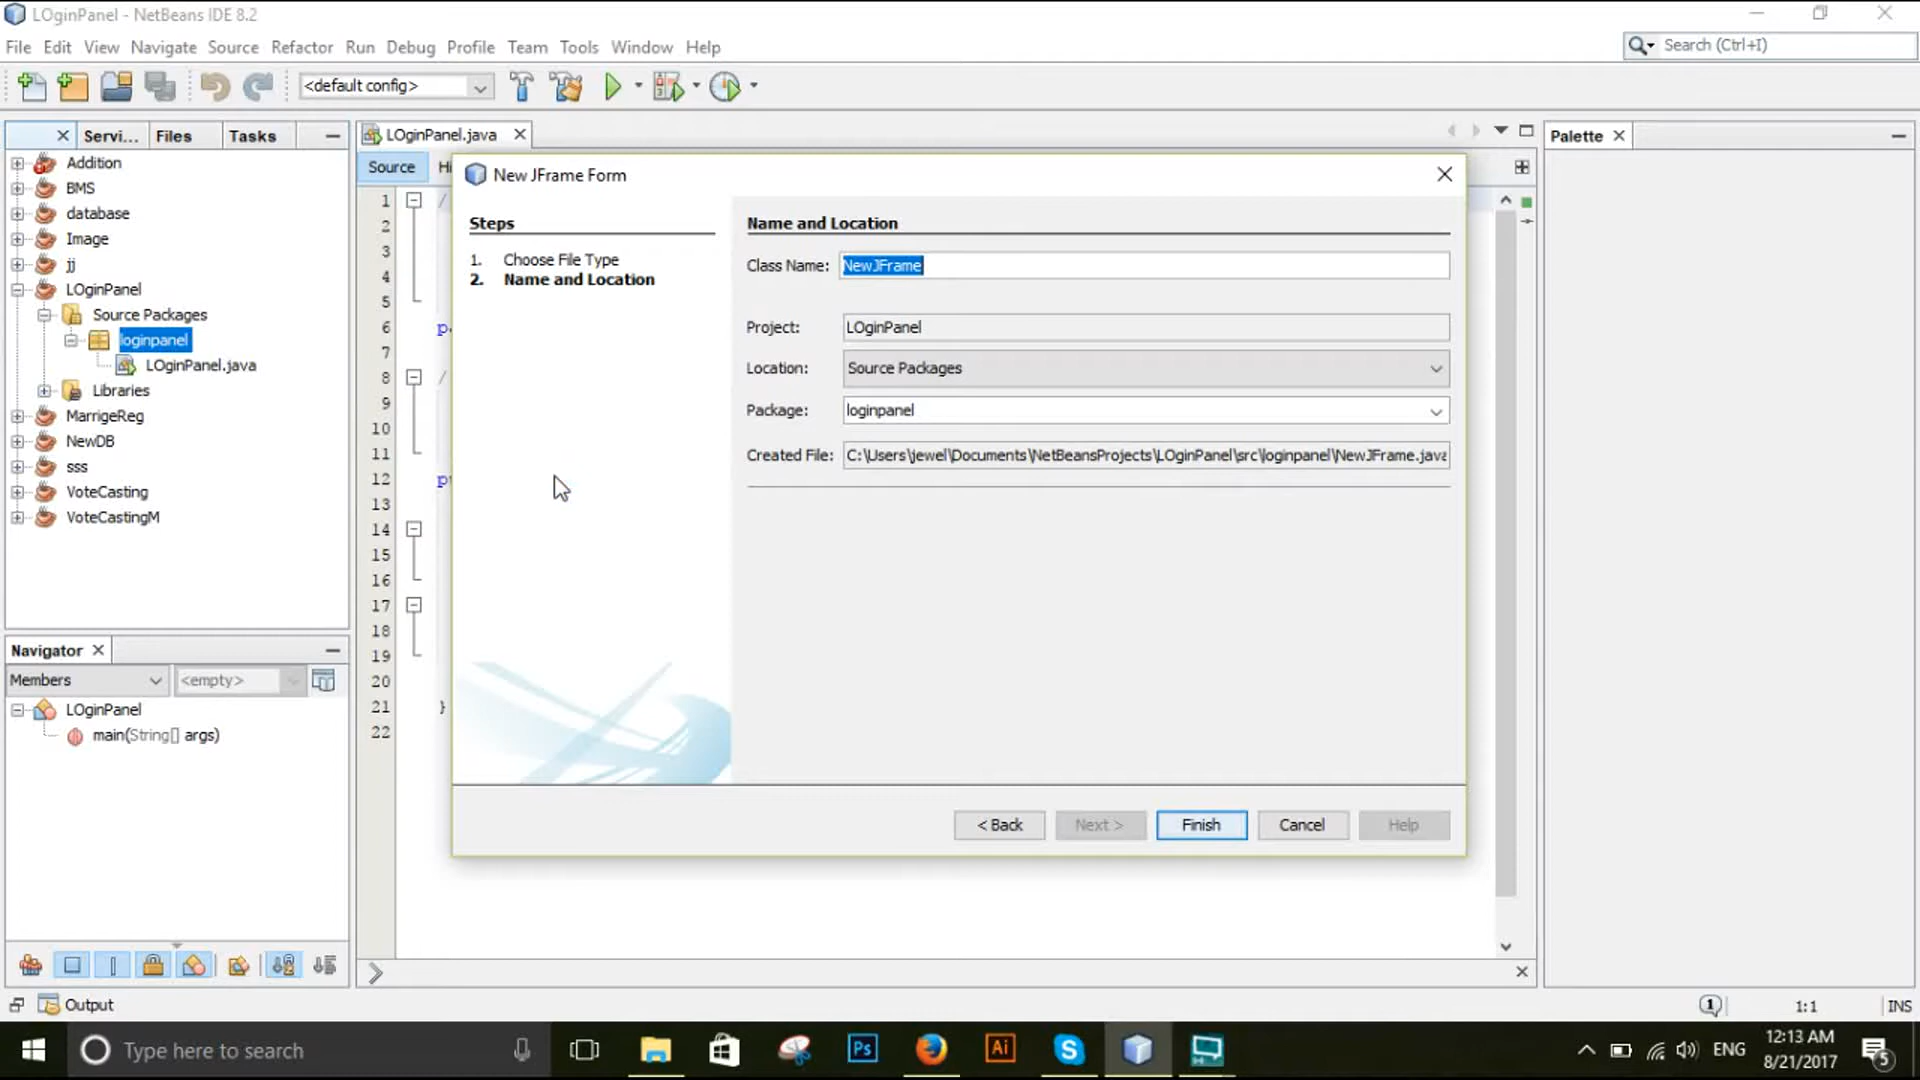 LOginPanel - NetBeans IDE 8.2
File Edit View Navigate Source Refactor Run Debug Profile Team Tools Window Help
Search (Ctrl+I)
<default config>
Servi... Files Tasks
LOginPanel.java
Palette
Source Hi
Addition
BMS
database
Image
jj
LOginPanel
Source Packages
loginpanel
LOginPanel.java
Libraries
MarrigeReg
NewDB
sss
VoteCasting
VoteCastingM
1 /
2
3
4
5
6
7
8 /
9
10
11
12
13
14
15
16
17
18
19
20
21 }
22
New JFrame Form
Steps
1. Choose File Type
2. Name and Location
Name and Location
Class Name: NewJFrame
Project: LOginPanel
Location: Source Packages
Package: loginpanel
Created File: C:\Users\jewel\Documents\NetBeansProjects\LOginPanel\src\loginpanel\NewJFrame.java
< Back Next > Finish Cancel Help
Navigator
Members <empty>
LOginPanel
main(String[] args)
Output
1 1:1 INS
Type here to search
Ps
Ai
ENG
12:13 AM
8/21/2017
5